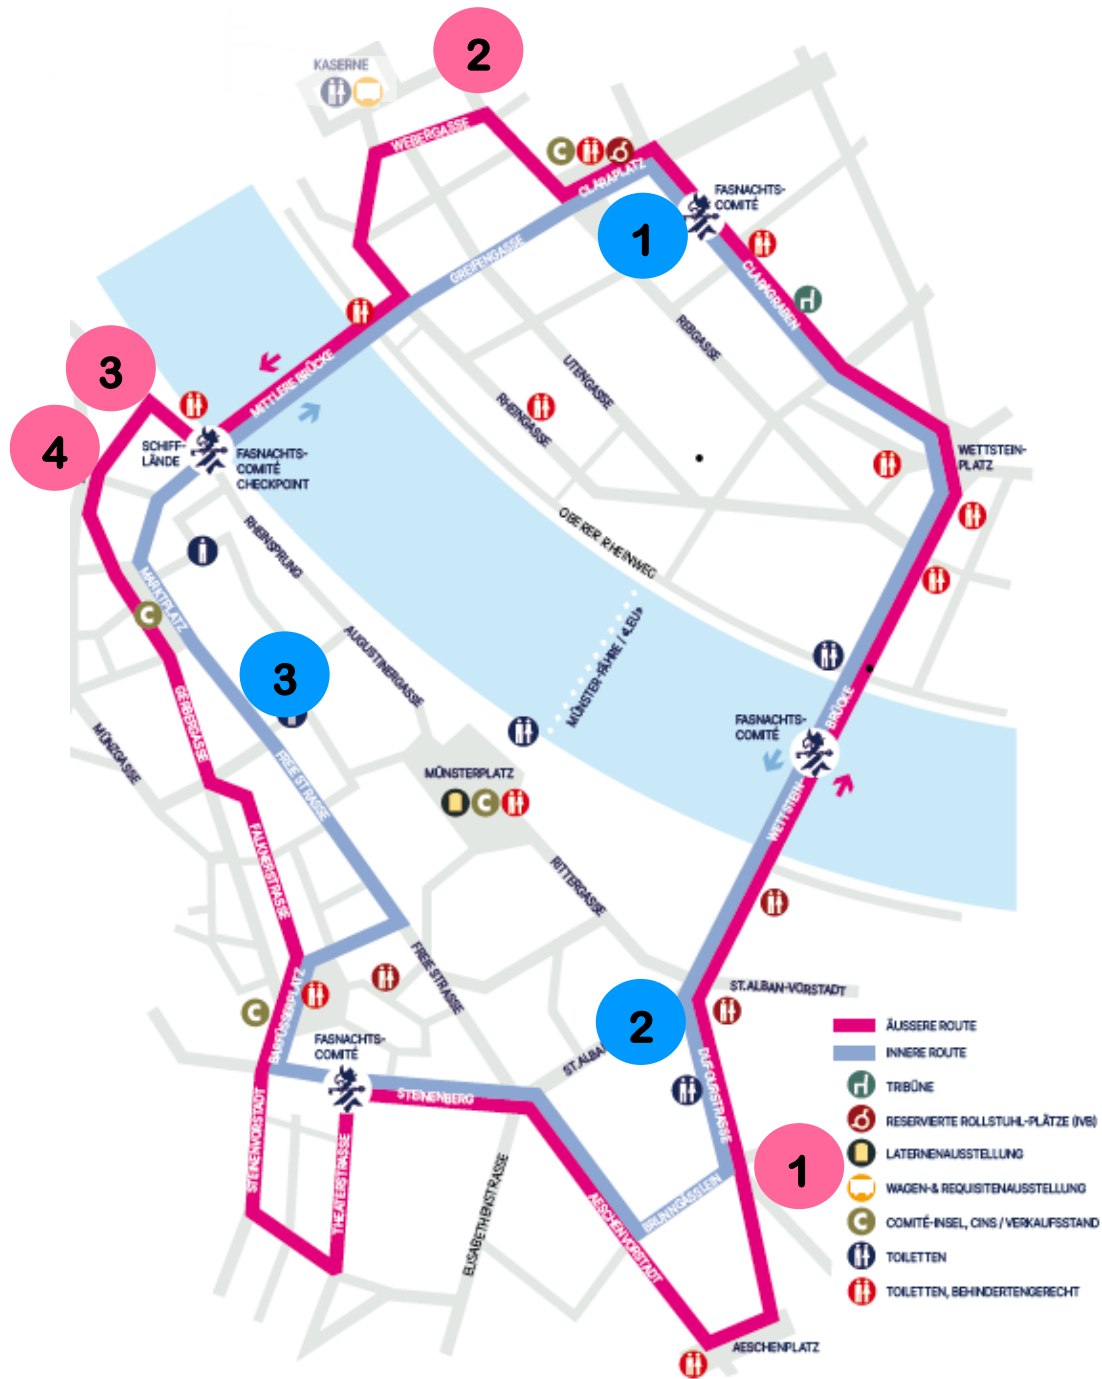 2
KASERNE
WEBERGASSE
CLARAPLATZ
FASNACHTS-
COMITÉ
1
GREIFENGASSE
CLARAGRABEN
REBGASSE
UTENGASSE
RHEINGASSE
3
MITTLERE BRÜCKE
4
SCHIFF-
LÄNDE
FASNACHTS-
COMITÉ
CHECKPOINT
WETTSTEIN-
PLATZ
OBERER RHEINWEG
RHEINSPRUNG
MARKTPLATZ
AUGUSTINERGASSE
MÜNSTER-FÄHRE / «LEU»
3
GERBERGASSE
MÜNZGASSE
FREIE STRASSE
MÜNSTERPLATZ
FASNACHTS-
COMITÉ
WETTSTEIN-
BRÜCKE
FALKNERSTRASSE
RITTERGASSE
FREIE STRASSE
BARFÜSSERPLATZ
ST. ALBAN-VORSTADT
2
ST. ALBA
FASNACHTS-
COMITÉ
STEINENBERG
DUFOURSTRASSE
STEINENVORSTADT
THEATERSTRASSE
ELISABETHENSTRASSE
AESCHENVORSTADT
BRUNNGÄSSLEIN
1
AESCHENPLATZ
ÄUSSERE ROUTE
INNERE ROUTE
TRIBÜNE
RESERVIERTE ROLLSTUHL-PLÄTZE (IVB)
LATERNENAUSSTELLUNG
WAGEN-& REQUISITENAUSSTELLUNG
COMITÉ-INSEL, CINS / VERKAUFSSTAND
TOILETTEN
TOILETTEN, BEHINDERTENGERECHT